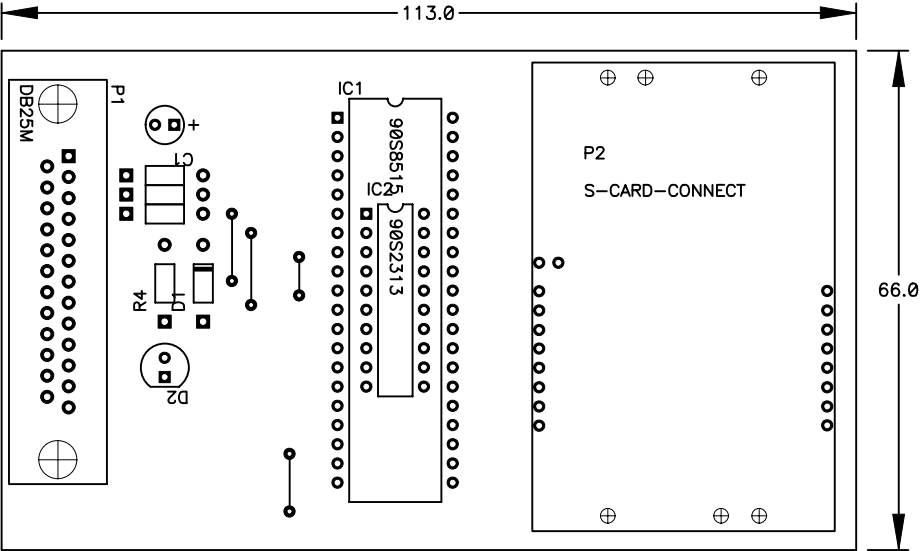 113.0
IC1
DB25M
P1
+
90S8515
P2
C1
IC2
S-CARD-CONNECT
90S2313
66.0
R4
D1
D2